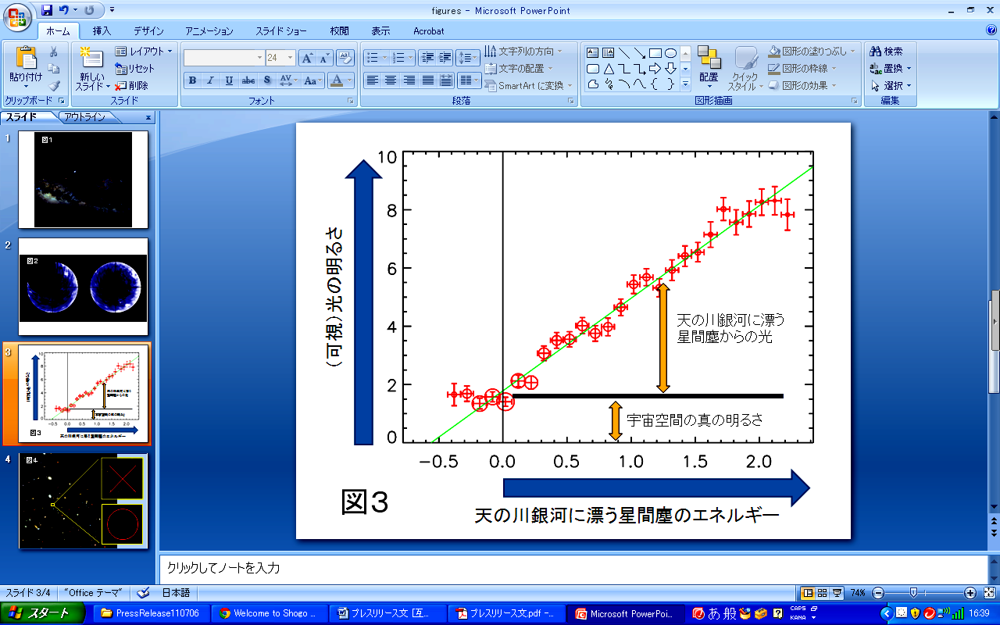 figures - Microsoft PowerPoint
ホーム 挿入 デザイン アニメーション スライド ショー 校閲 表示 Acrobat
貼り付け
クリップボード
新しい
スライド
レイアウト
リセット
削除
スライド
24
B I U abc S AV Aa A
フォント
文字列の方向
文字の配置
SmartArt に変換
段落
配置
クイック
スタイル
図形の塗りつぶし
図形の枠線
図形の効果
図形描画
検索
置換
選択
編集
スライド アウトライン
1
図1
2
図2
3
図3
4
図4
10
8
6
4
2
0
(可視)光の明るさ
天の川銀河に漂う
星間塵からの光
宇宙空間の真の明るさ
-0.5 0.0 0.5 1.0 1.5 2.0
図3
天の川銀河に漂う星間塵のエネルギー
クリックしてノートを入力
スライド 3/4 "Office テーマ" 日本語 74%
スタート PressRelease110706 Welcome to Shogo ... プレスリリース文 [互... プレスリリース文.pdf -... Microsoft PowerPoi... あ 般 CAPS KANA 16:39